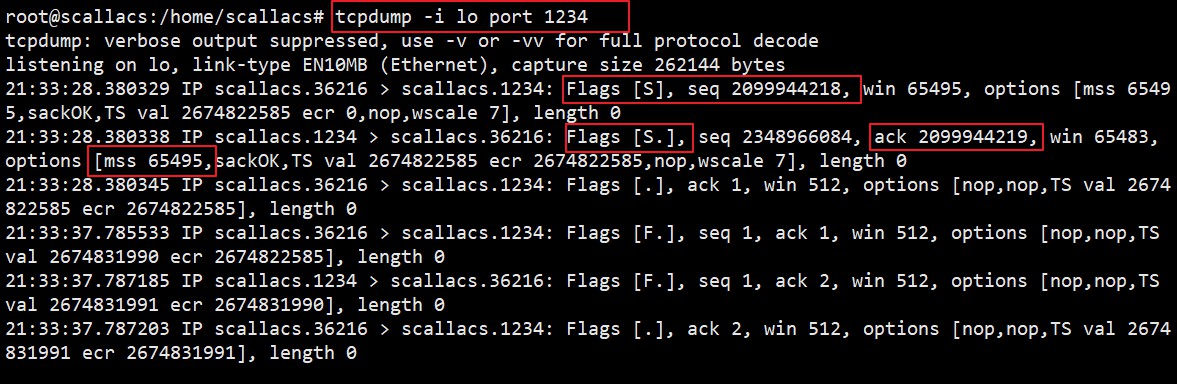 root@scallacs:/home/scallacs# tcpdump -i lo port 1234
tcpdump: verbose output suppressed, use -v or -vv for full protocol decode
listening on lo, link-type EN10MB (Ethernet), capture size 262144 bytes
21:33:28.380329 IP scallacs.36216 > scallacs.1234: Flags [S], seq 2099944218, win 65495, options [mss 6549
5,sackOK,TS val 2674822585 ecr 0,nop,wscale 7], length 0
21:33:28.380338 IP scallacs.1234 > scallacs.36216: Flags [S.], seq 2348966084, ack 2099944219, win 65483,
options [mss 65495,sackOK,TS val 2674822585 ecr 2674822585,nop,wscale 7], length 0
21:33:28.380345 IP scallacs.36216 > scallacs.1234: Flags [.], ack 1, win 512, options [nop,nop,TS val 2674
822585 ecr 2674822585], length 0
21:33:37.785533 IP scallacs.36216 > scallacs.1234: Flags [F.], seq 1, ack 1, win 512, options [nop,nop,TS
val 2674831990 ecr 2674822585], length 0
21:33:37.787185 IP scallacs.1234 > scallacs.36216: Flags [F.], seq 1, ack 2, win 512, options [nop,nop,TS
val 2674831991 ecr 2674831990], length 0
21:33:37.787203 IP scallacs.36216 > scallacs.1234: Flags [.], ack 2, win 512, options [nop,nop,TS val 2674
831991 ecr 2674831991], length 0